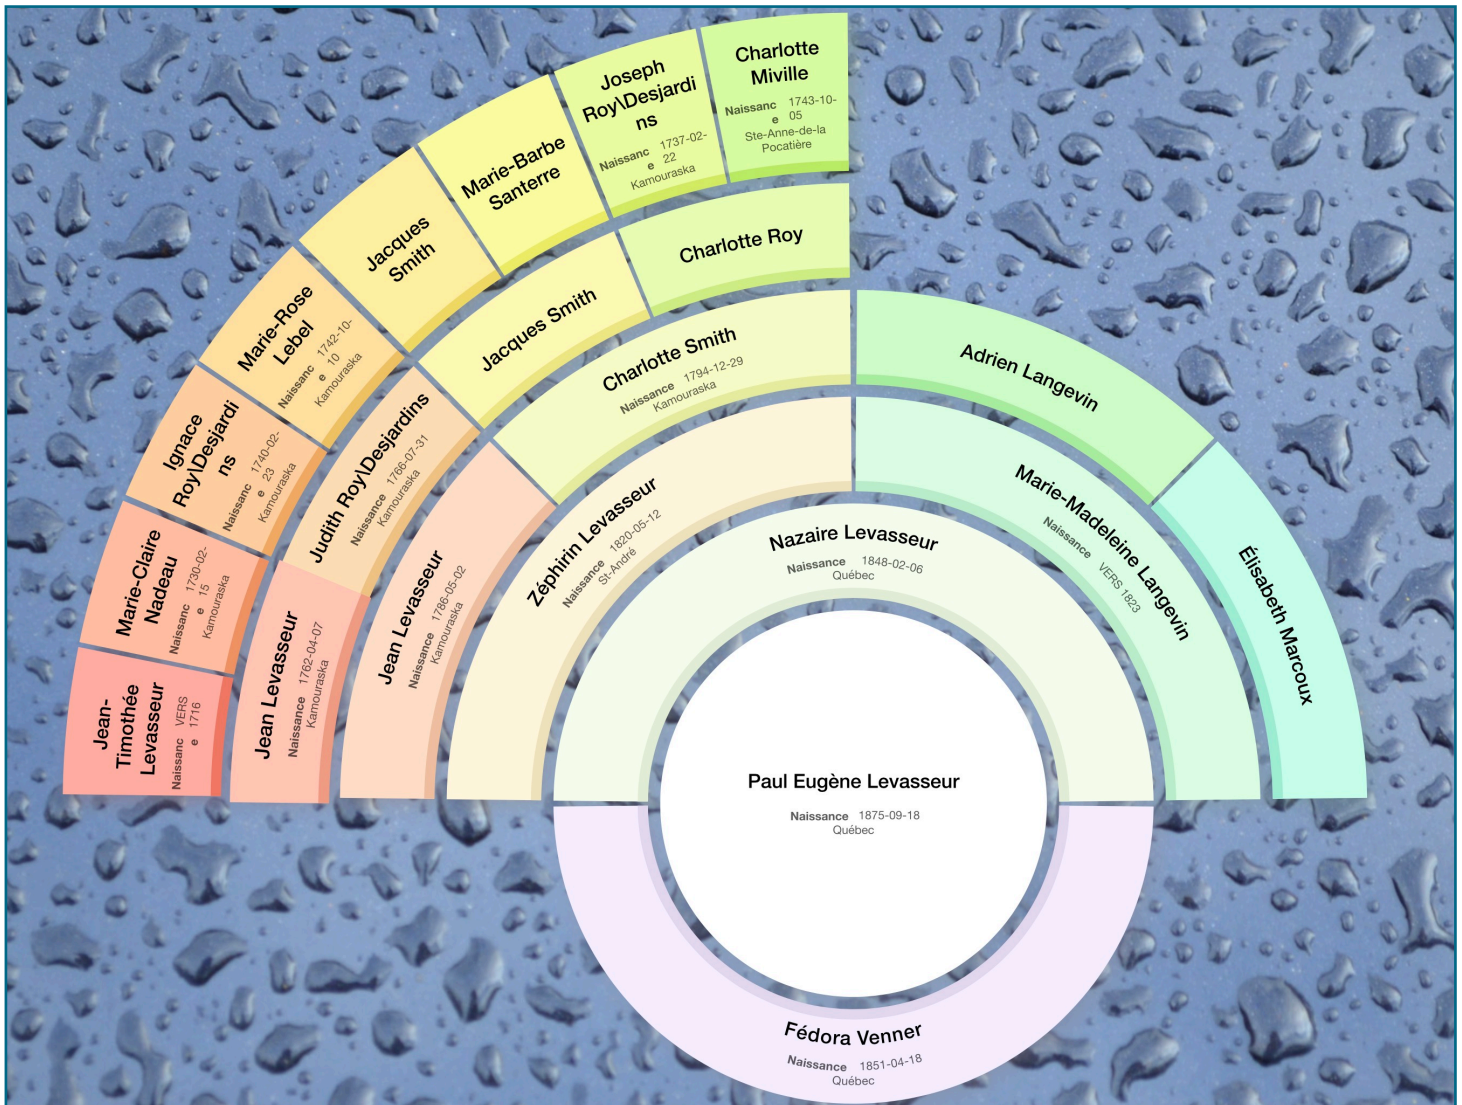 Charlotte
Miville
Naissanc 1743-10-
e 05
Ste-Anne-de-la
Pocatière
Joseph
Roy\Desjardi
ns
Naissanc 1737-02-
e 22
Kamouraska
Marie-Barbe
Santerre
Jacques
Smith
Marie-Rose
Lebel
Naissanc 1742-10-
e 10
Kamouraska
Ignace
Roy\Desjardi
ns
Naissanc 1740-02-
e 23
Kamouraska
Marie-Claire
Nadeau
Naissanc 1730-02-
e 15
Kamouraska
Jean-
Timothée
Levasseur
Naissanc VERS
e 1716
Charlotte Roy
Jacques Smith
Judith Roy\Desjardins
Naissance 1766-07-31
Kamouraska
Jean Levasseur
Naissance 1762-04-07
Kamouraska
Charlotte Smith
Naissance 1794-12-29
Kamouraska
Jean Levasseur
Naissance 1786-05-02
Kamouraska
Adrien Langevin
Élisabeth Marcoux
Zéphirin Levasseur
Naissance 1820-05-12
St-André
Marie-Madeleine Langevin
Naissance VERS 1823
Nazaire Levasseur
Naissance 1848-02-06
Québec
Paul Eugène Levasseur
Naissance 1875-09-18
Québec
Fédora Venner
Naissance 1851-04-18
Québec